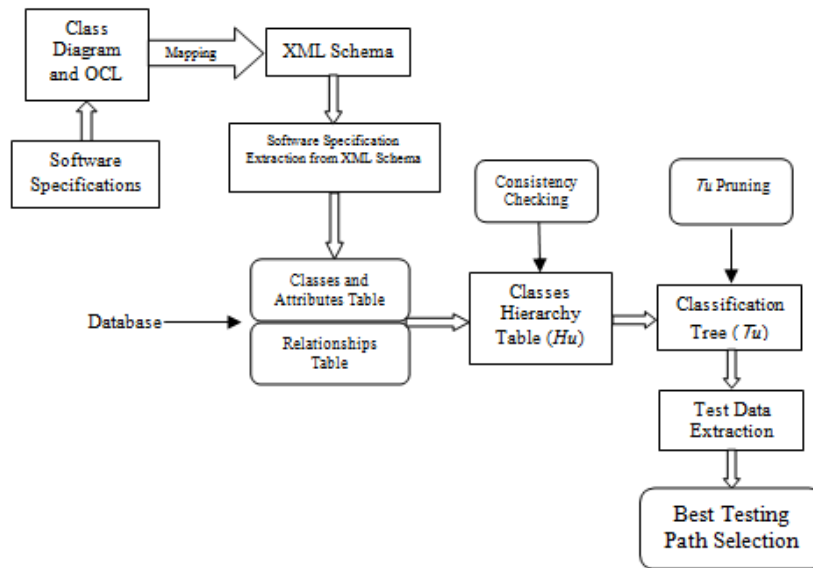 Class
Diagram
and OCL
Mapping
XML Schema
Software
Specifications
Software Specification
Extraction from XML Schema
Consistency
Checking
Tu Pruning
Database
Classes and
Attributes Table
Relationships
Table
Classes
Hierarchy
Table (Hu)
Classification
Tree ( Tu)
Test Data
Extraction
Best Testing
Path Selection